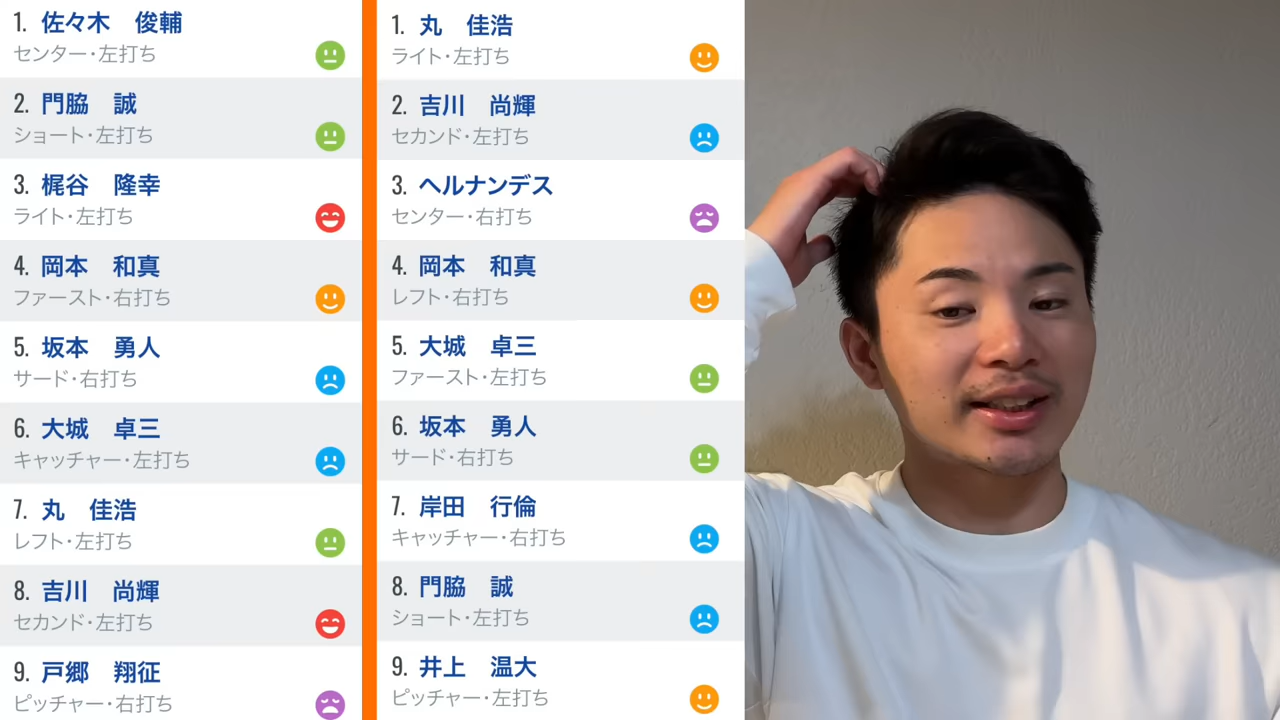 1. 佐々木 俊輔
センター・左打ち
2. 門脇 誠
ショート・左打ち
3. 梶谷 隆幸
ライト・左打ち
4. 岡本 和真
ファースト・右打ち
5. 坂本 勇人
サード・右打ち
6. 大城 卓三
キャッチャー・左打ち
7. 丸 佳浩
レフト・左打ち
8. 吉川 尚輝
セカンド・左打ち
9. 戸郷 翔征
ピッチャー・右打ち
1. 丸 佳浩
ライト・左打ち
2. 吉川 尚輝
セカンド・左打ち
3. ヘルナンデス
センター・右打ち
4. 岡本 和真
レフト・右打ち
5. 大城 卓三
ファースト・左打ち
6. 坂本 勇人
サード・右打ち
7. 岸田 行倫
キャッチャー・右打ち
8. 門脇 誠
ショート・左打ち
9. 井上 温大
ピッチャー・左打ち